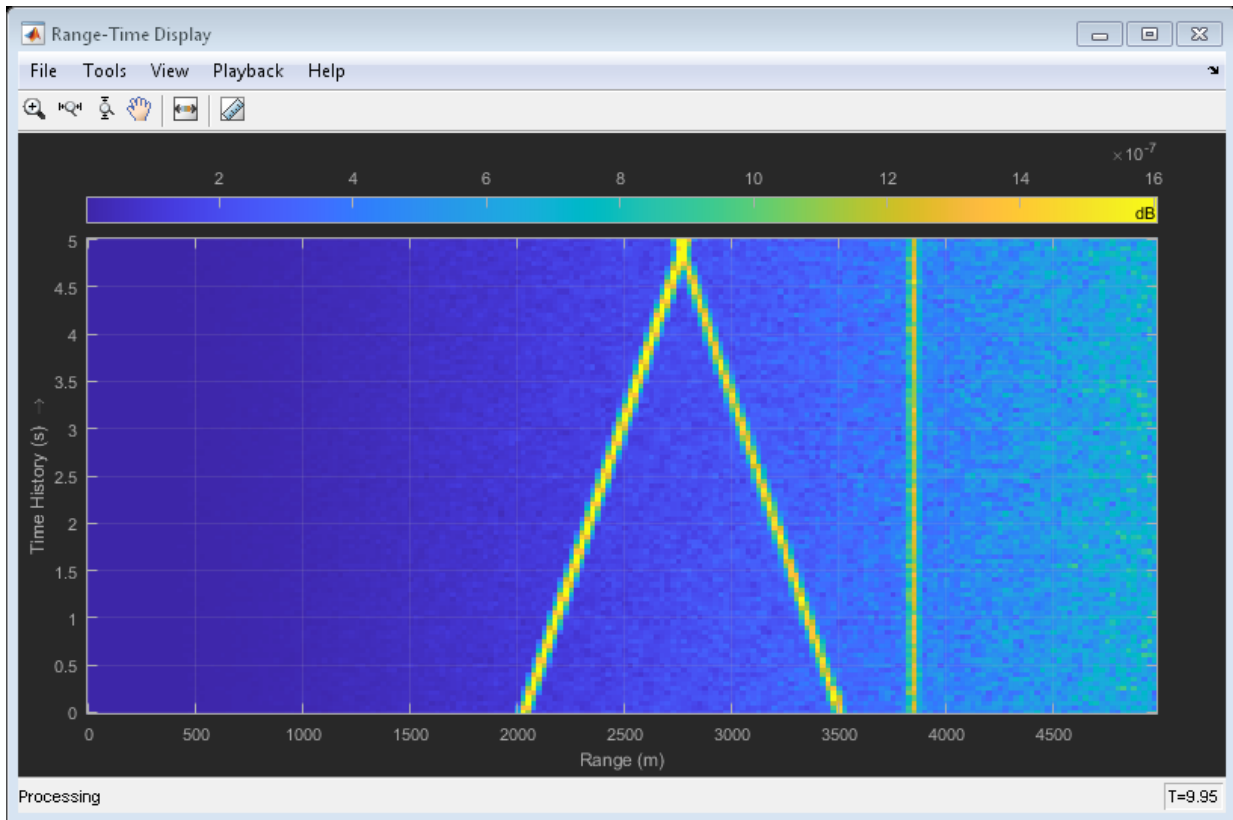 Range-Time Display
File Tools View Playback Help
×10-7
2 4 6 8 10 12 14 16
dB
5
4.5
4
3.5
3
2.5
2
1.5
1
0.5
0
Time History (s) →
0 500 1000 1500 2000 2500 3000 3500 4000 4500
Range (m)
Processing T=9.95